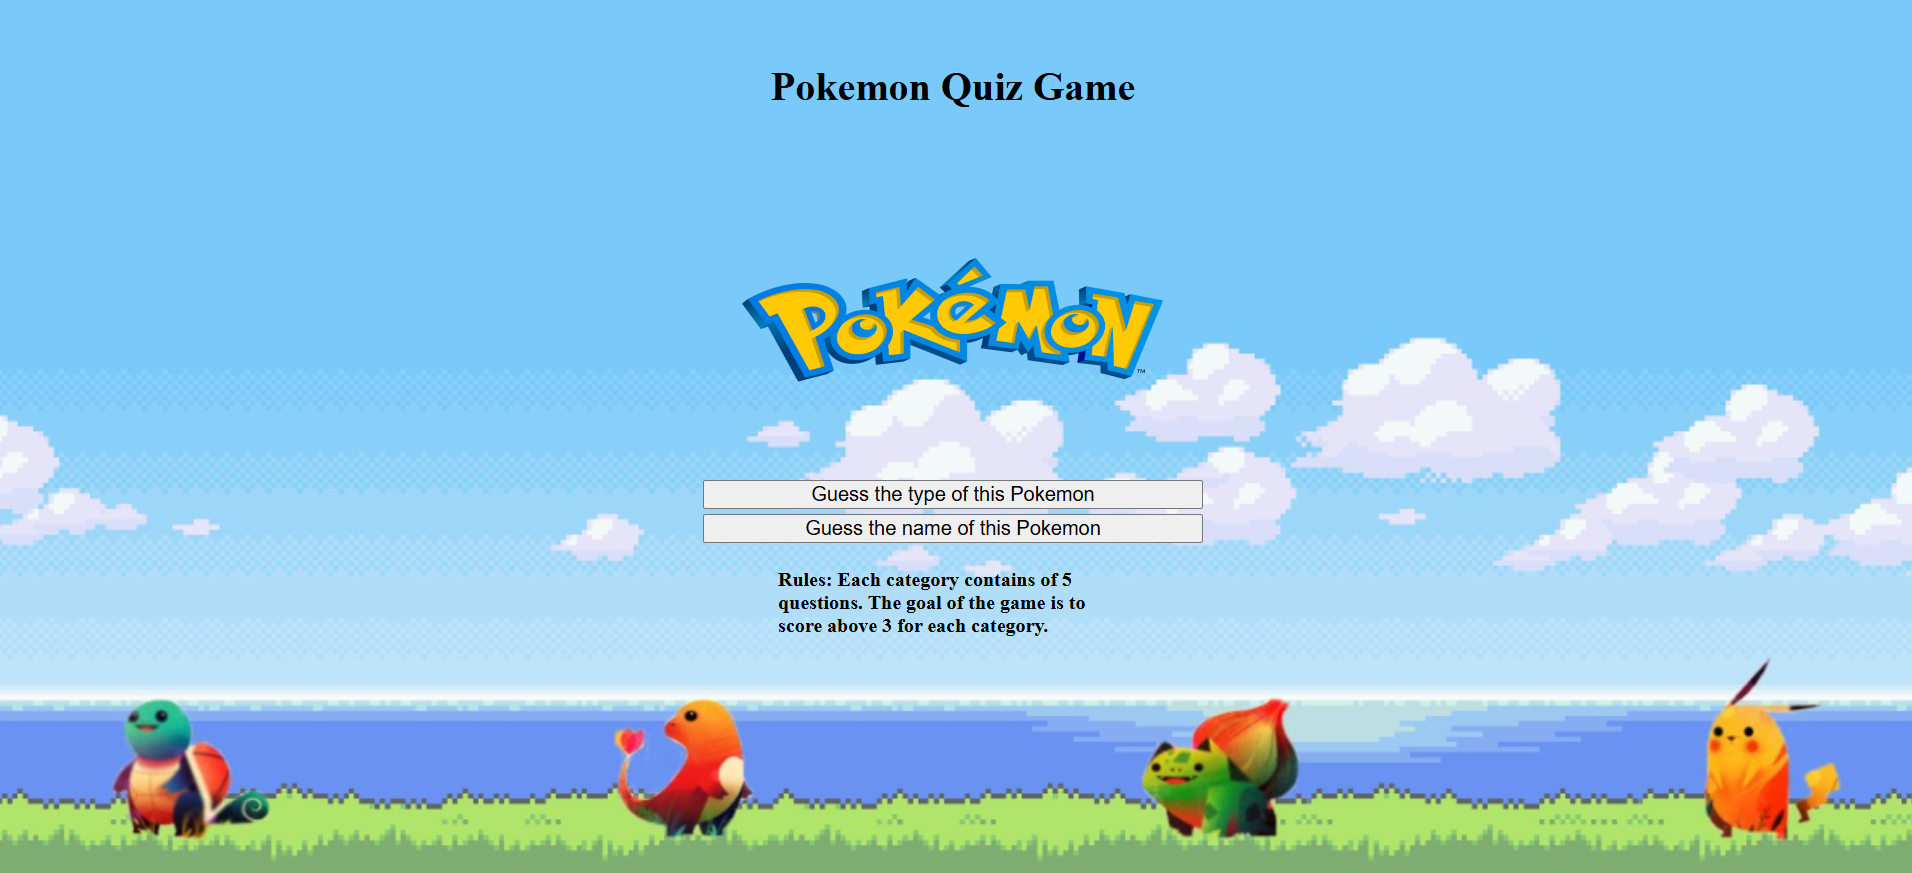 Pokemon Quiz Game
POKéMON
™
Guess the type of this Pokemon
Guess the name of this Pokemon
Rules: Each category contains of 5
questions. The goal of the game is to
score above 3 for each category.